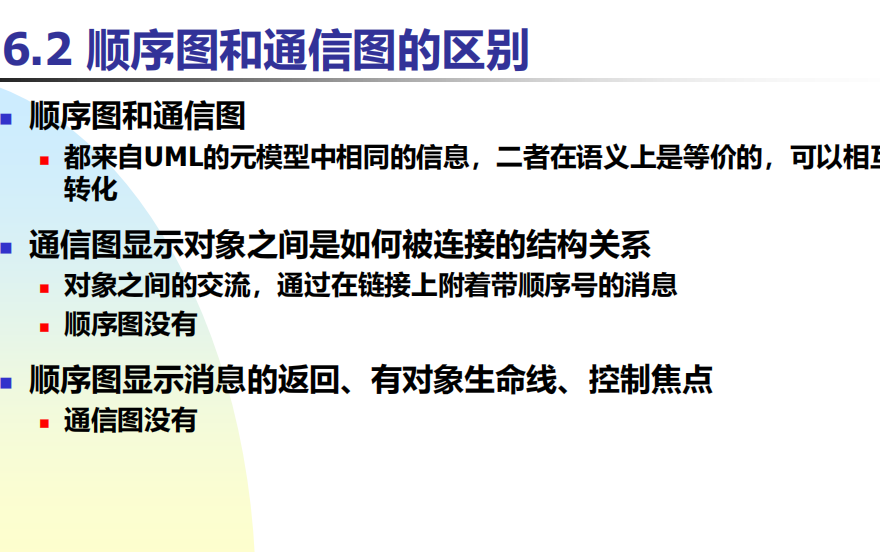 6.2 顺序图和通信图的区别
顺序图和通信图
都来自UML的元模型中相同的信息，二者在语义上是等价的，可以相互
转化
通信图显示对象之间是如何被连接的结构关系
对象之间的交流，通过在链接上附着带顺序号的消息
顺序图没有
顺序图显示消息的返回、有对象生命线、控制焦点
通信图没有